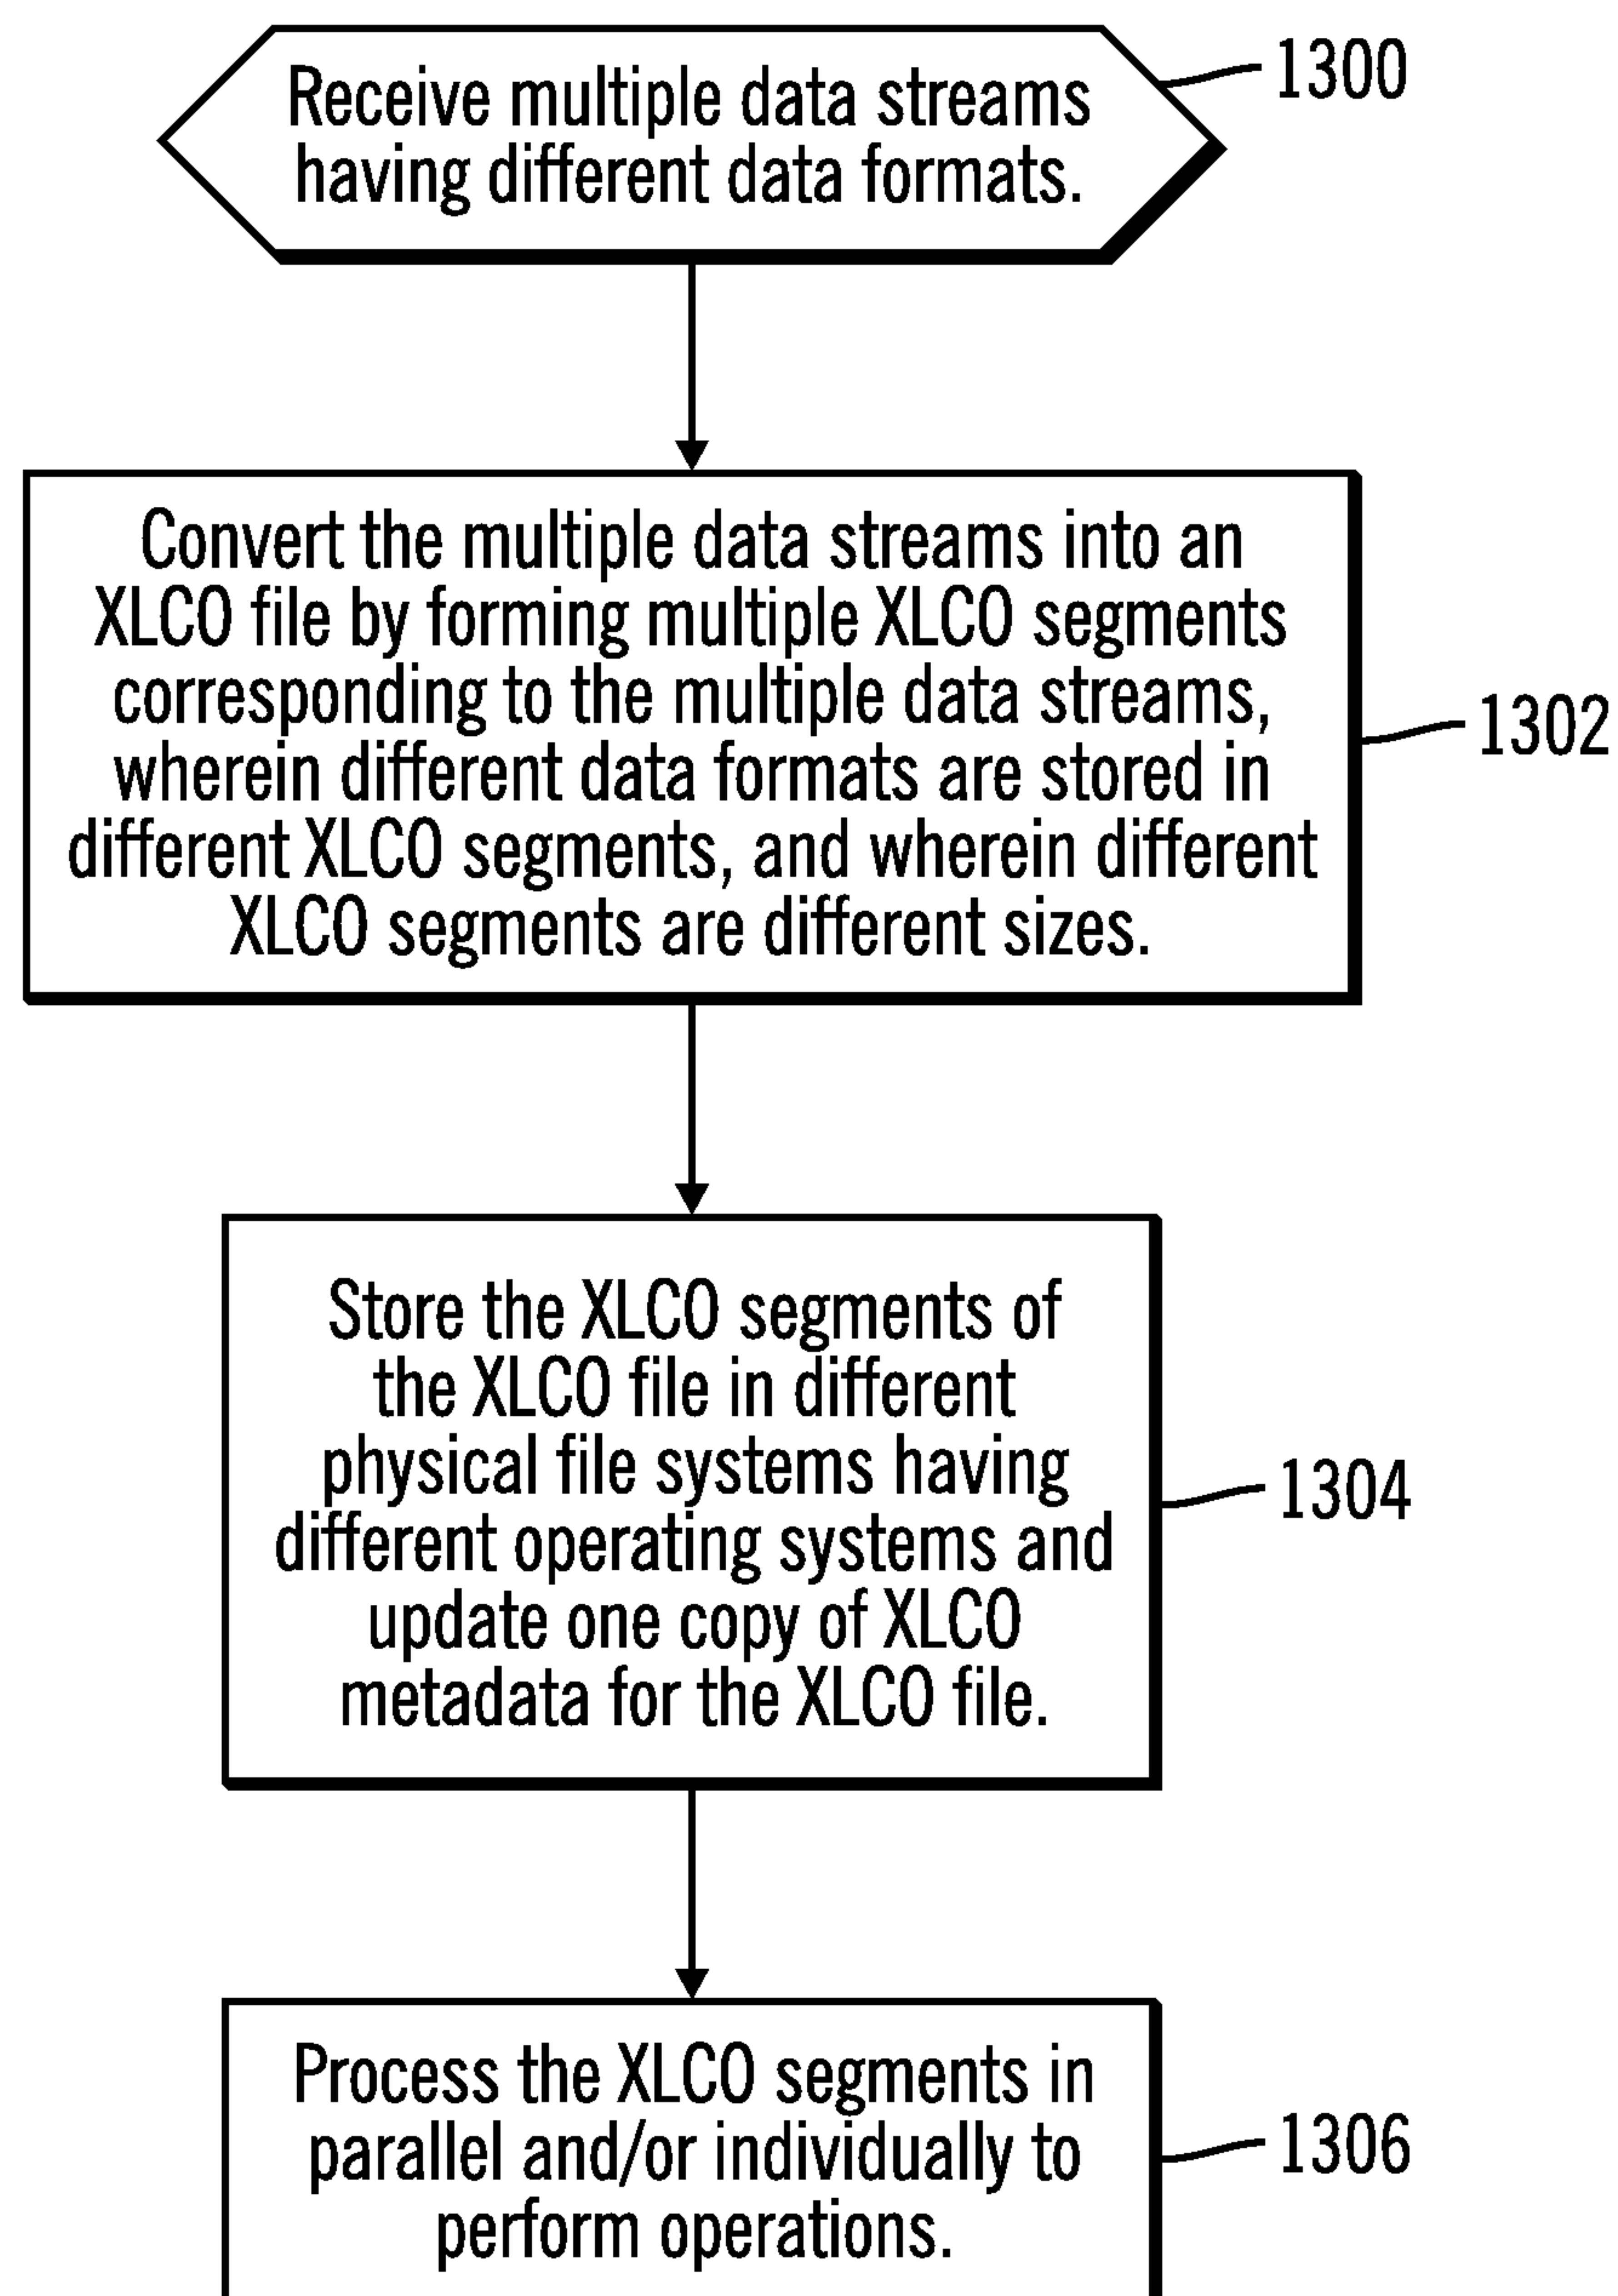 Receive multiple data streams
having different data formats.
1300
Convert the multiple data streams into an
XLCO file by forming multiple XLCO segments
corresponding to the multiple data streams,
wherein different data formats are stored in
different XLCO segments, and wherein different
XLCO segments are different sizes.
1302
Store the XLCO segments of
the XLCO file in different
physical file systems having
different operating systems and
update one copy of XLCO
metadata for the XLCO file.
1304
Process the XLCO segments in
parallel and/or individually to
perform operations.
1306